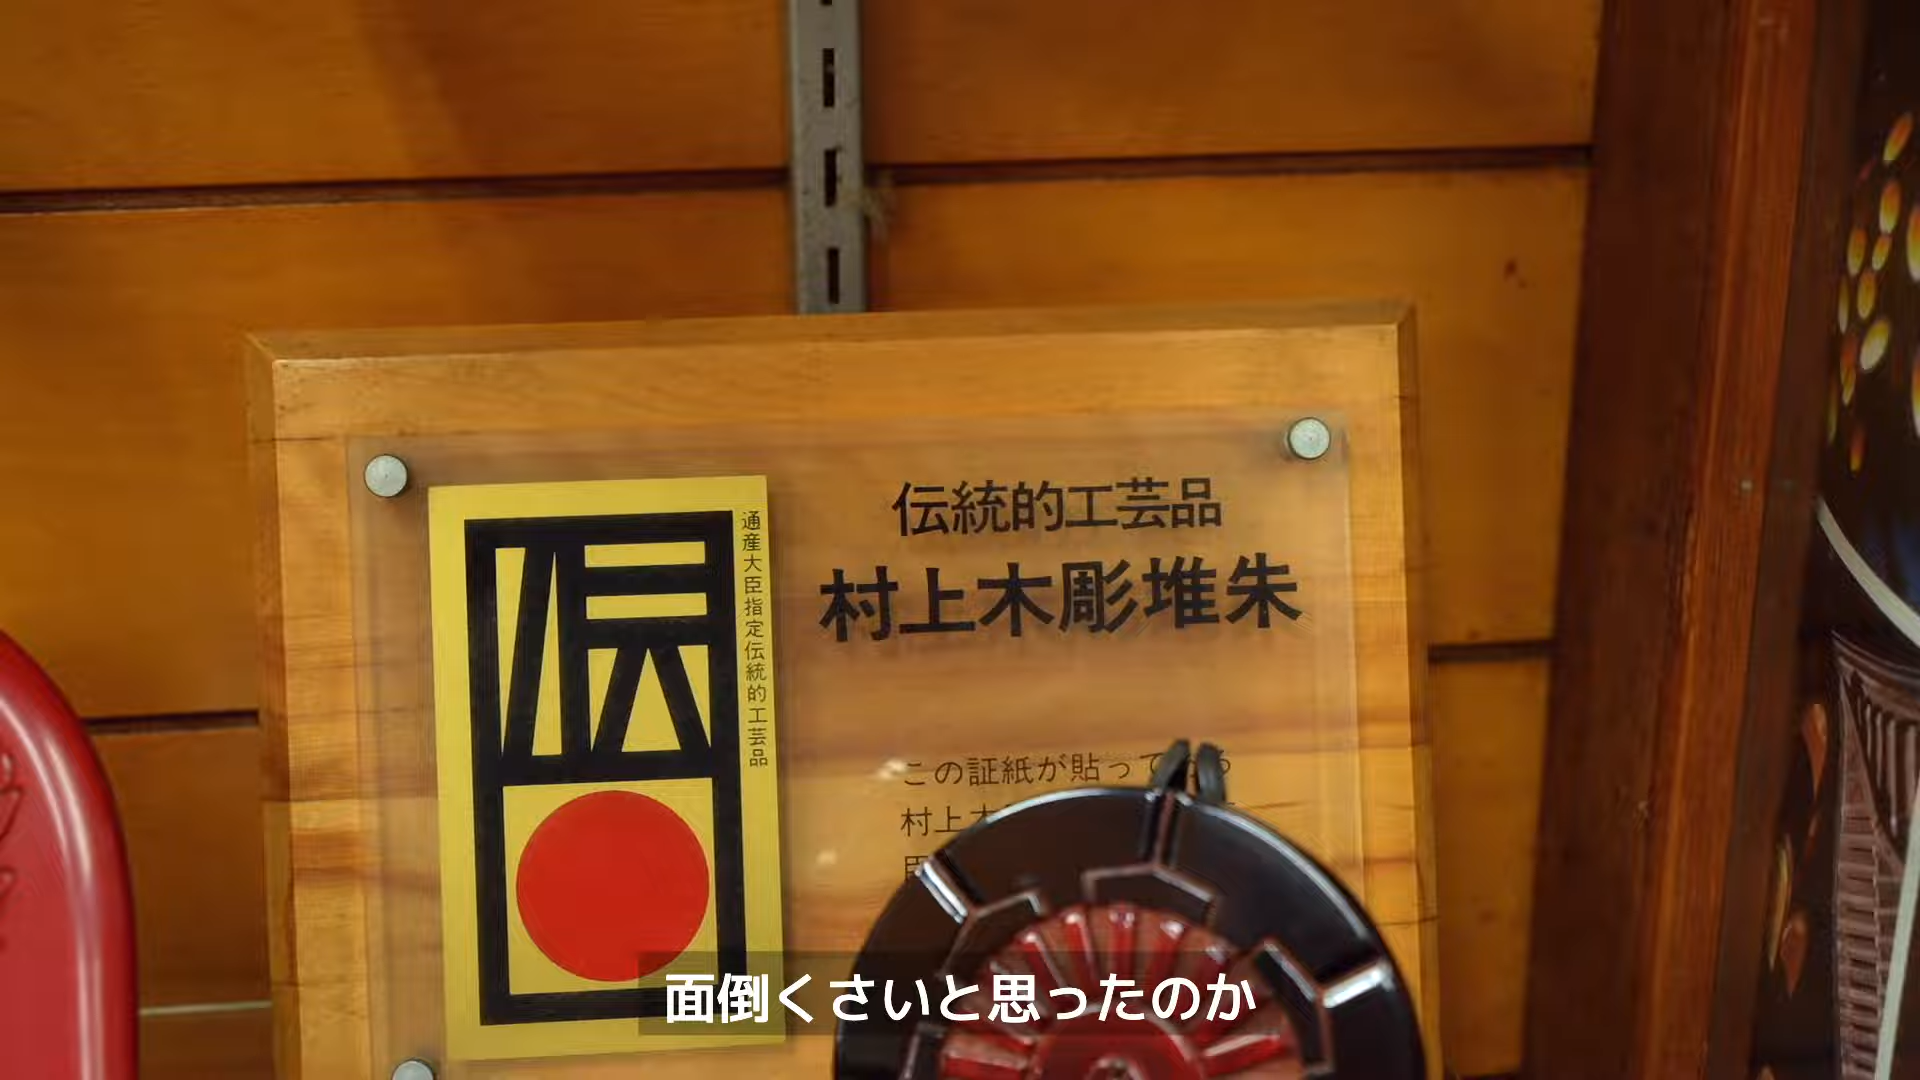 伝
通産大臣指定伝統的工芸品
伝統的工芸品
村上木彫堆朱
この証紙が貼って
村上木
面倒くさいと思ったのか